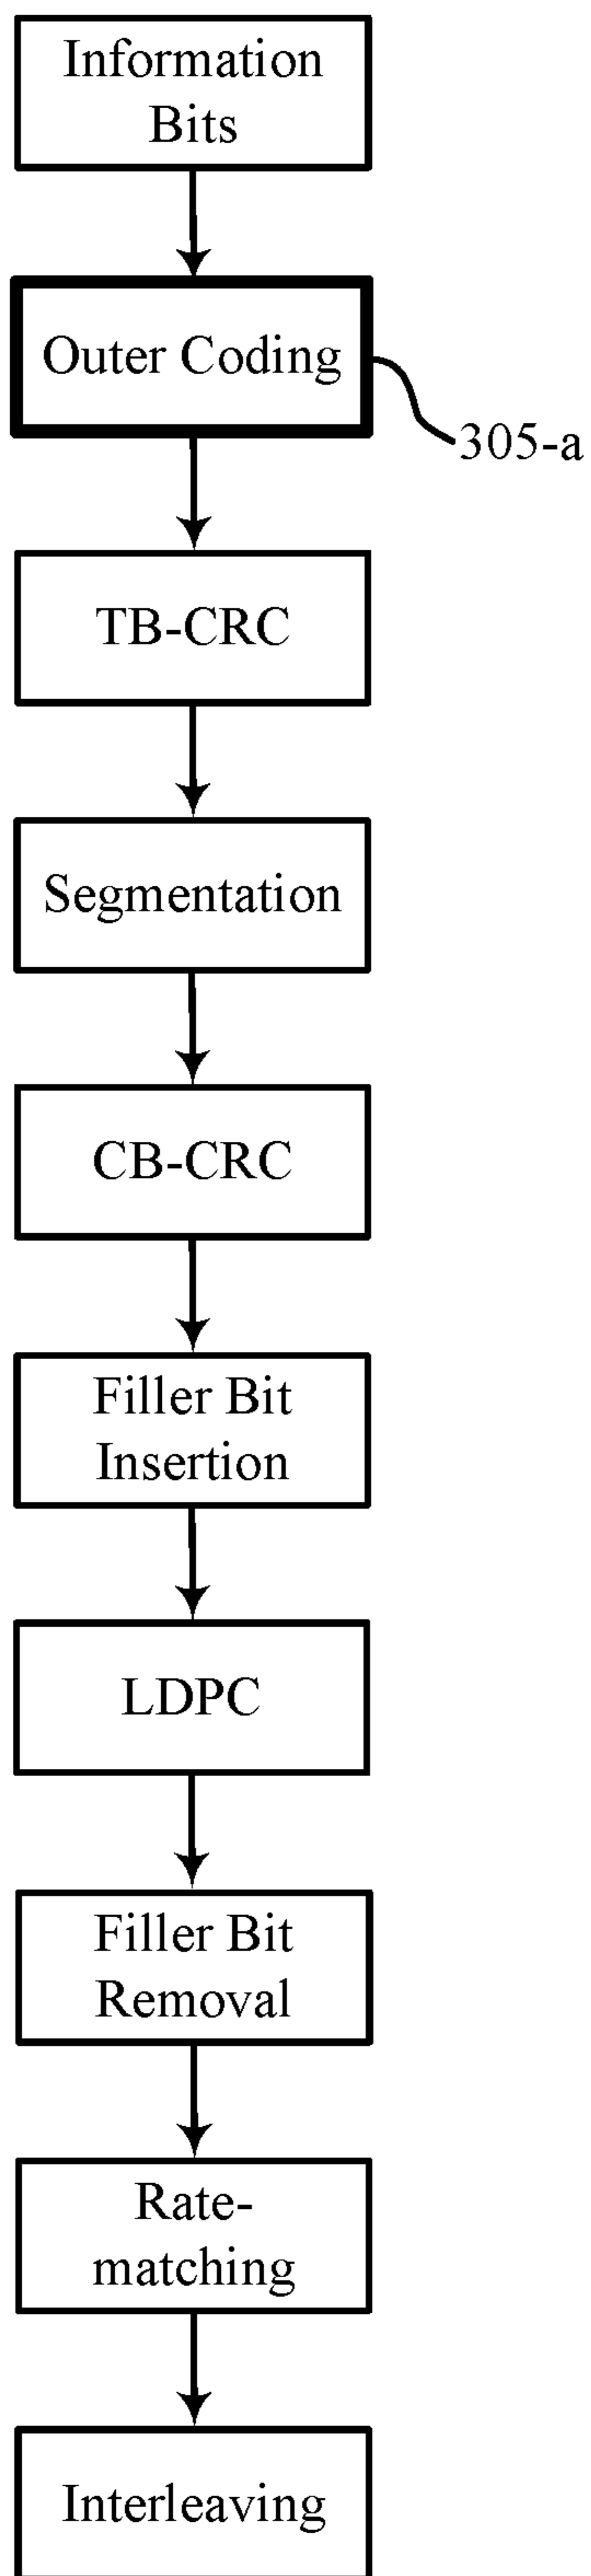 Information
Bits
Outer Coding
305-a
TB-CRC
Segmentation
CB-CRC
Filler Bit
Insertion
LDPC
Filler Bit
Removal
Rate-
matching
Interleaving